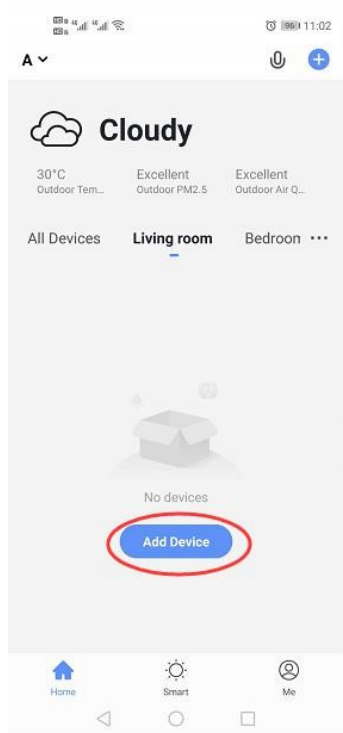 96 11:02
A
Cloudy
30°C Excellent Excellent
Outdoor Tem... Outdoor PM2.5 Outdoor Air Q...
All Devices Living room Bedroon ...
No devices
Add Device
Home Smart Me